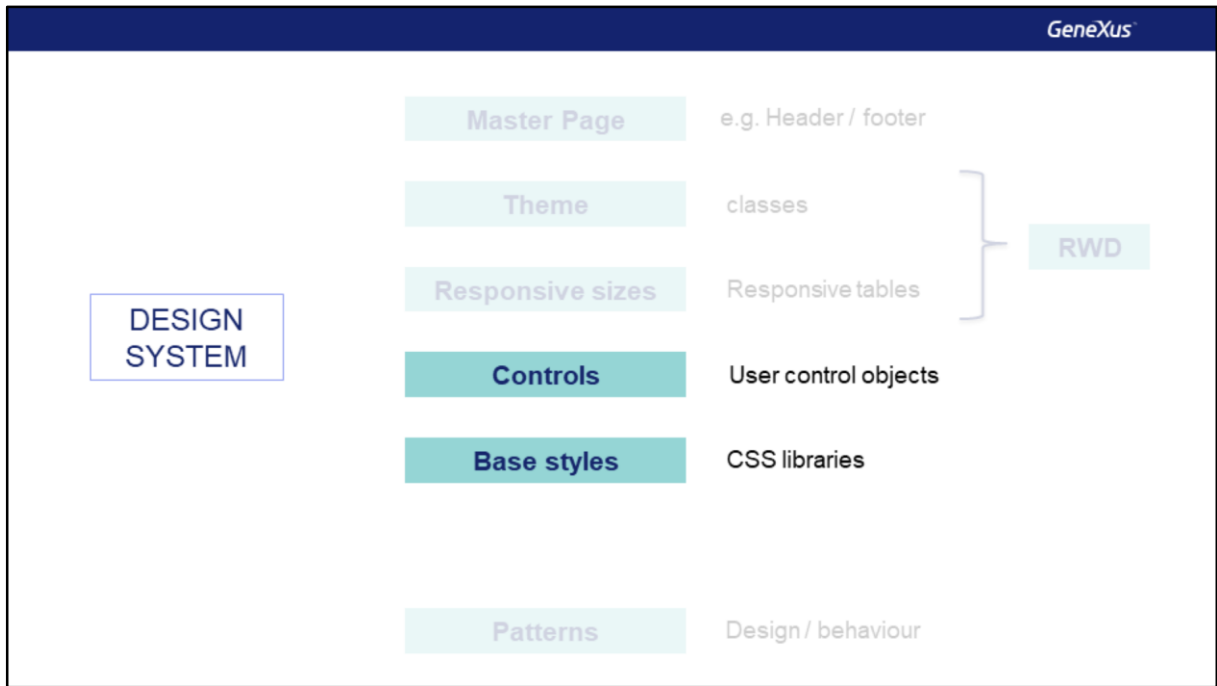 GeneXus
Master Page
e.g. Header / footer
Theme
classes
RWD
Responsive sizes
Responsive tables
DESIGN
SYSTEM
Controls
User control objects
Base styles
CSS libraries
Patterns
Design / behaviour